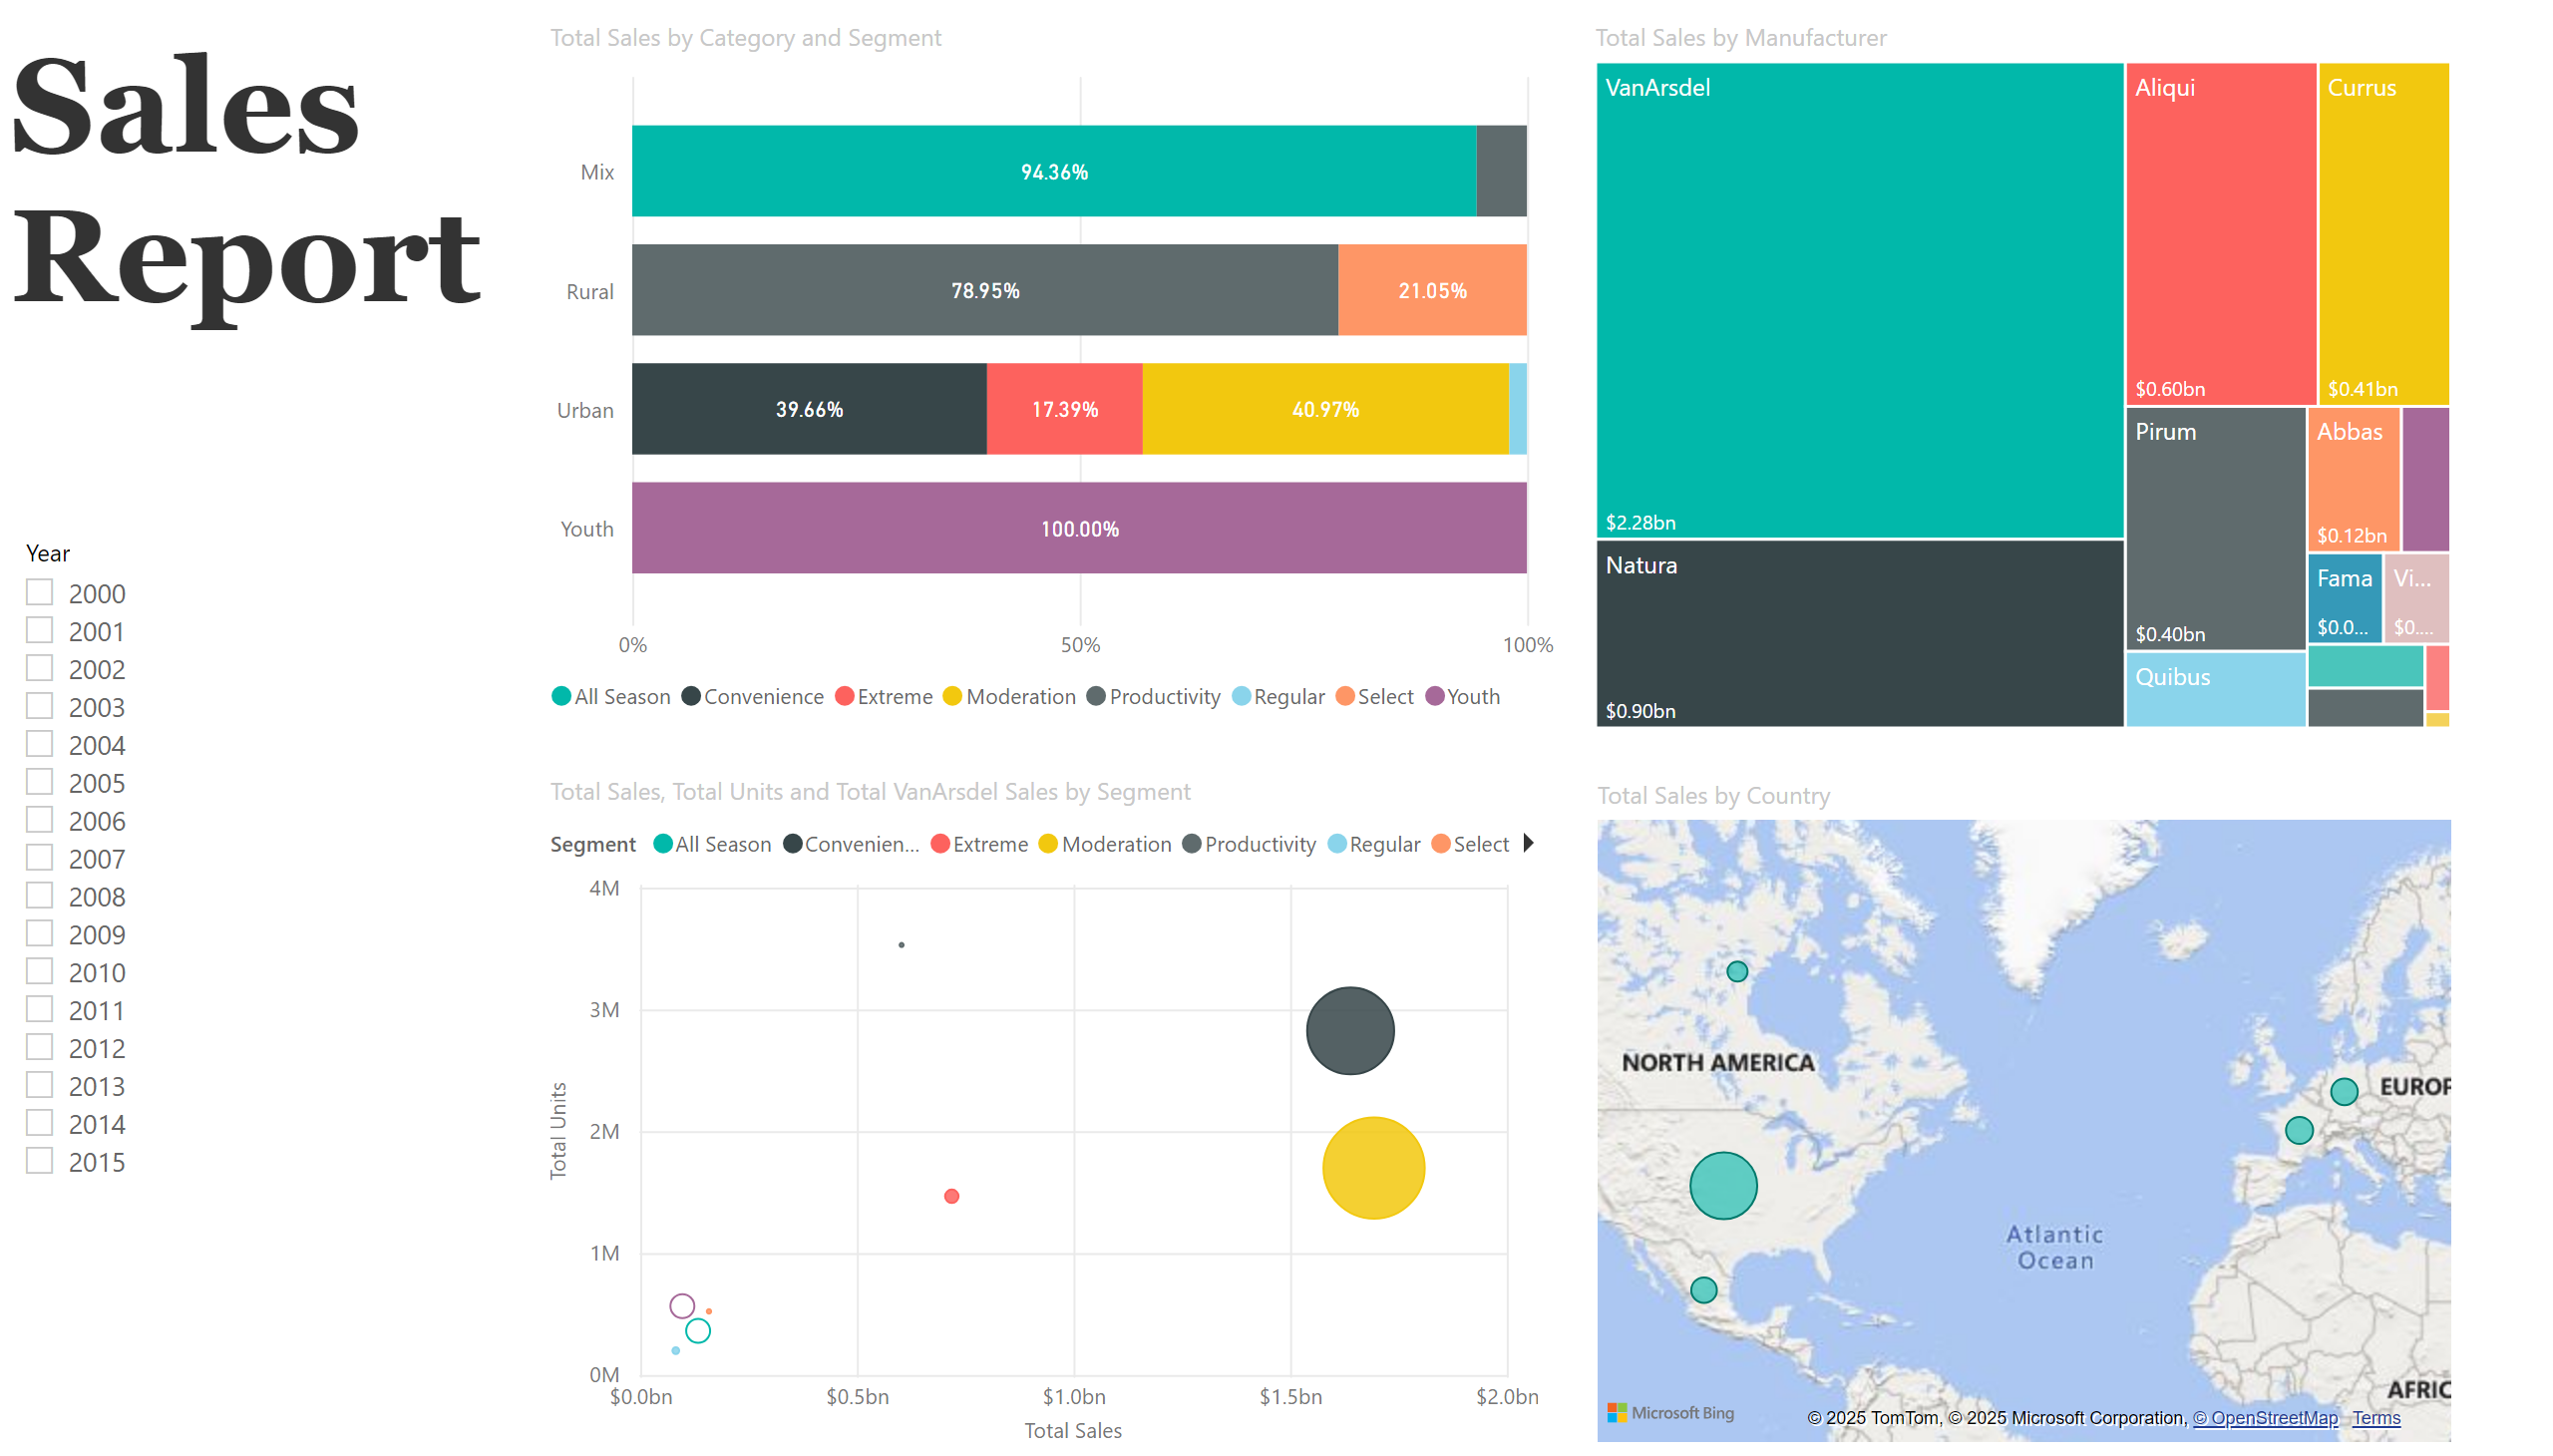 Sales
Report
Year
2000
2001
2002
2003
2004
2005
2006
2007
2008
2009
2010
2011
2012
2013
2014
2015
Total Sales by Category and Segment
Mix
94.36%
Rural
78.95% 21.05%
Urban
39.66% 17.39% 40.97%
Youth
100.00%
0% 50% 100%
All Season Convenience Extreme Moderation Productivity Regular Select Youth
Total Sales by Manufacturer
VanArsdel
$2.28bn
Natura
$0.90bn
Aliqui
$0.60bn
Currus
$0.41bn
Pirum
$0.40bn
Abbas
$0.12bn
Fama
$0.0...
Vi...
$0....
Quibus
Total Sales, Total Units and Total VanArsdel Sales by Segment
Segment All Season Convenien... Extreme Moderation Productivity Regular Select
Total Units
4M
3M
2M
1M
0M
$0.0bn $0.5bn $1.0bn $1.5bn $2.0bn
Total Sales
Total Sales by Country
NORTH AMERICA
EUROP
Atlantic
Ocean
AFRIC
Microsoft Bing
© 2025 TomTom, © 2025 Microsoft Corporation, © OpenStreetMap Terms